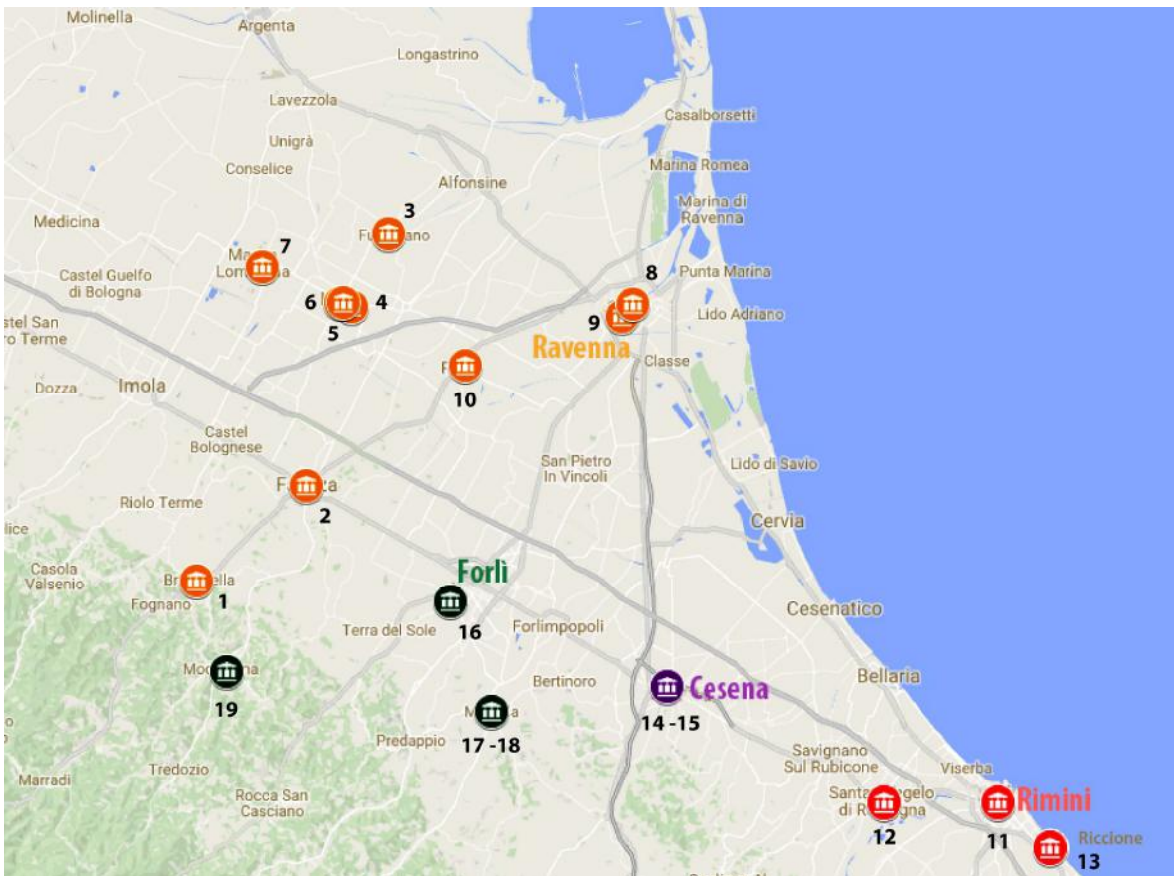 Molinella
Argenta
Longastrino
Lavezzola
Casalborsetti
Unigrà
Conselice
Marina Romea
Alfonsine
Marina di
Ravenna
3
Medicina
7
8
Punta Marina
Castel Guelfo
di Bologna
6
4
Lido Adriano
9
5
Ravenna
Classe
Dozza
Imola
10
Castel
Bolognese
San Pietro
In Vincoli
Lido di Savio
Riolo Terme
2
Cervia
Casola
Valsenio
Forlì
Fognano
1
Cesenatico
Terra del Sole
16
Forlimpopoli
Bertinoro
Cesena
Bellaria
19
14 -15
Predappio
17 -18
Marradi
Tredozio
Savignano
Sul Rubicone
Viserba
Rocca San
Casciano
Rimini
12
11
Riccione
13